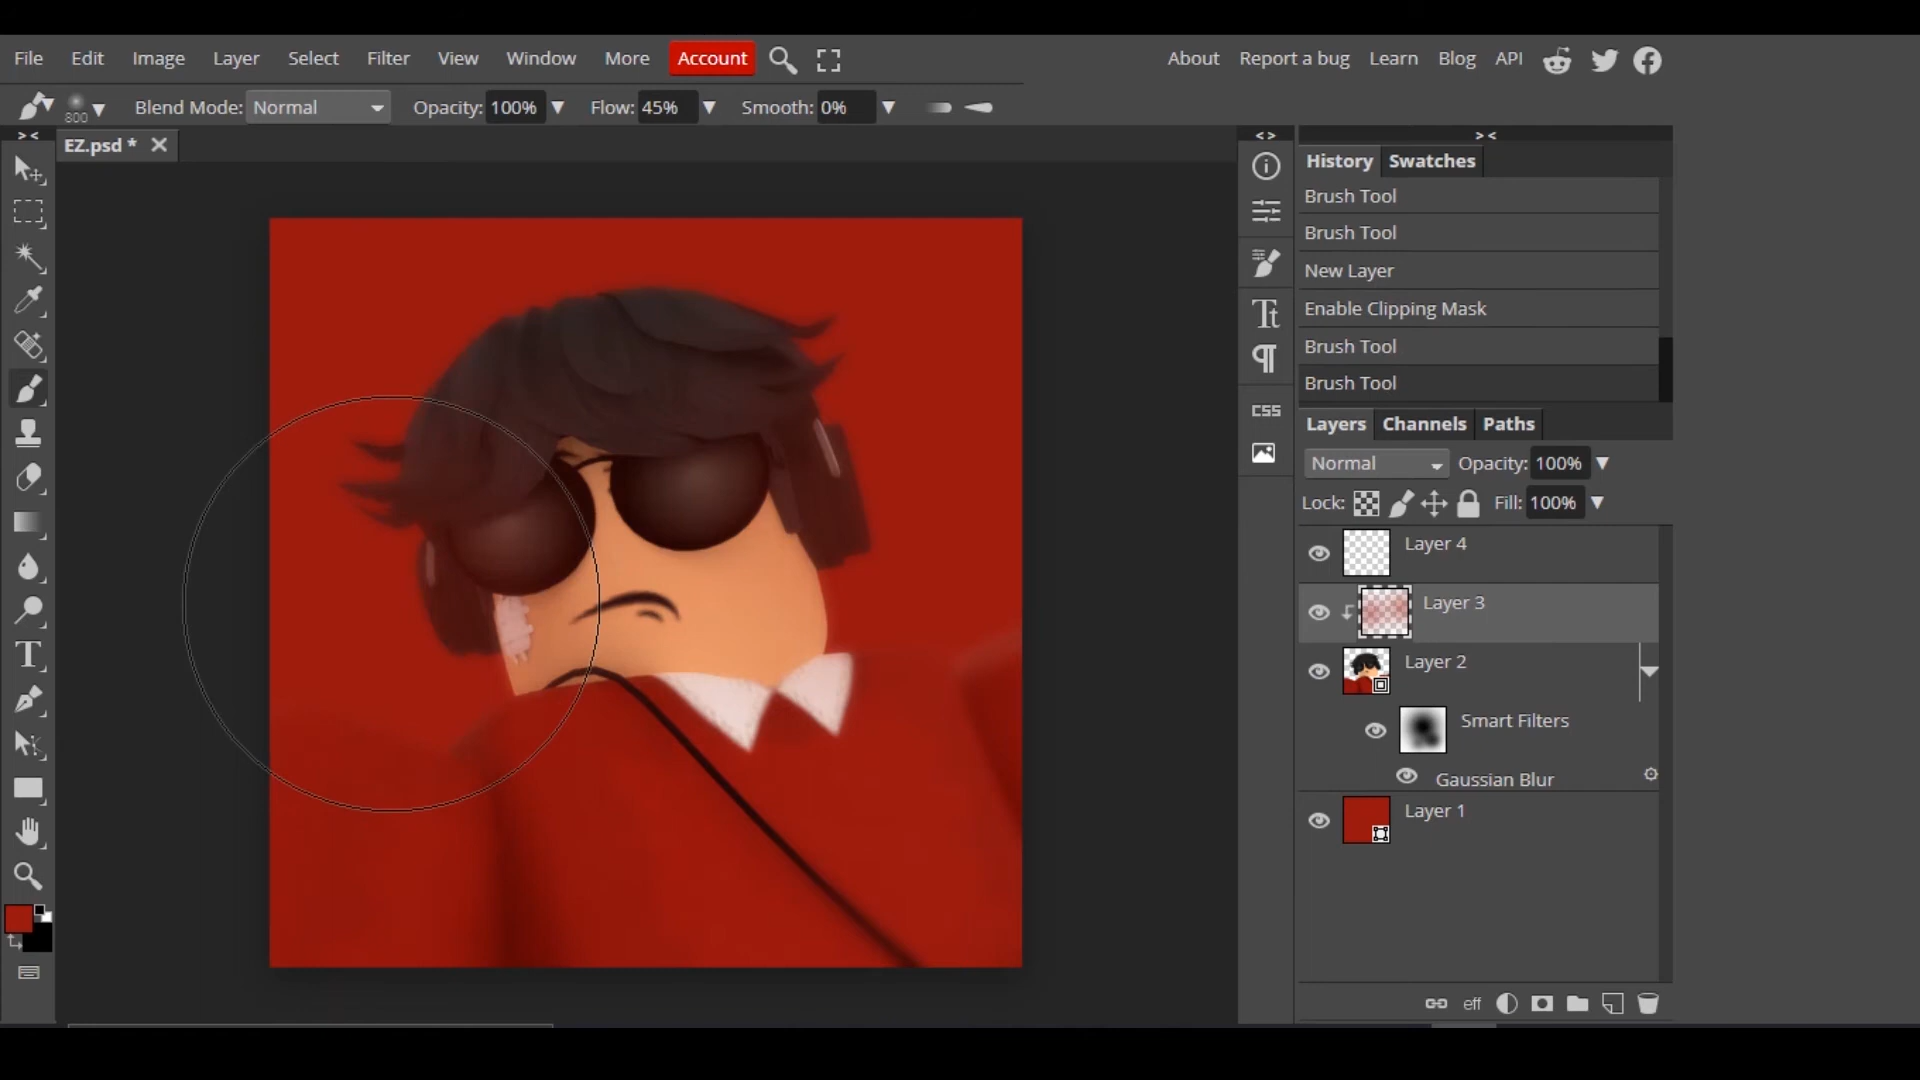 File Edit Image Layer Select Filter View Window More Account About Report a bug Learn Blog API
800 Blend Mode: Normal Opacity: 100% Flow: 45% Smooth: 0%
> < EZ.psd * < > > <
History Swatches
Brush Tool
Brush Tool
New Layer
Enable Clipping Mask
Brush Tool
Brush Tool
CSS
Layers Channels Paths
Normal Opacity: 100%
Lock: Fill: 100%
Layer 4
Layer 3
Layer 2
Smart Filters
Gaussian Blur
Layer 1
eff